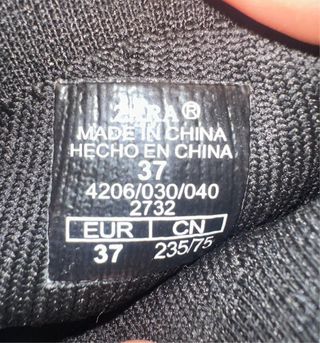 ZARA®
MADE IN CHINA
HECHO EN CHINA
37
4206/030/040
2732
EUR CN
37 235/75